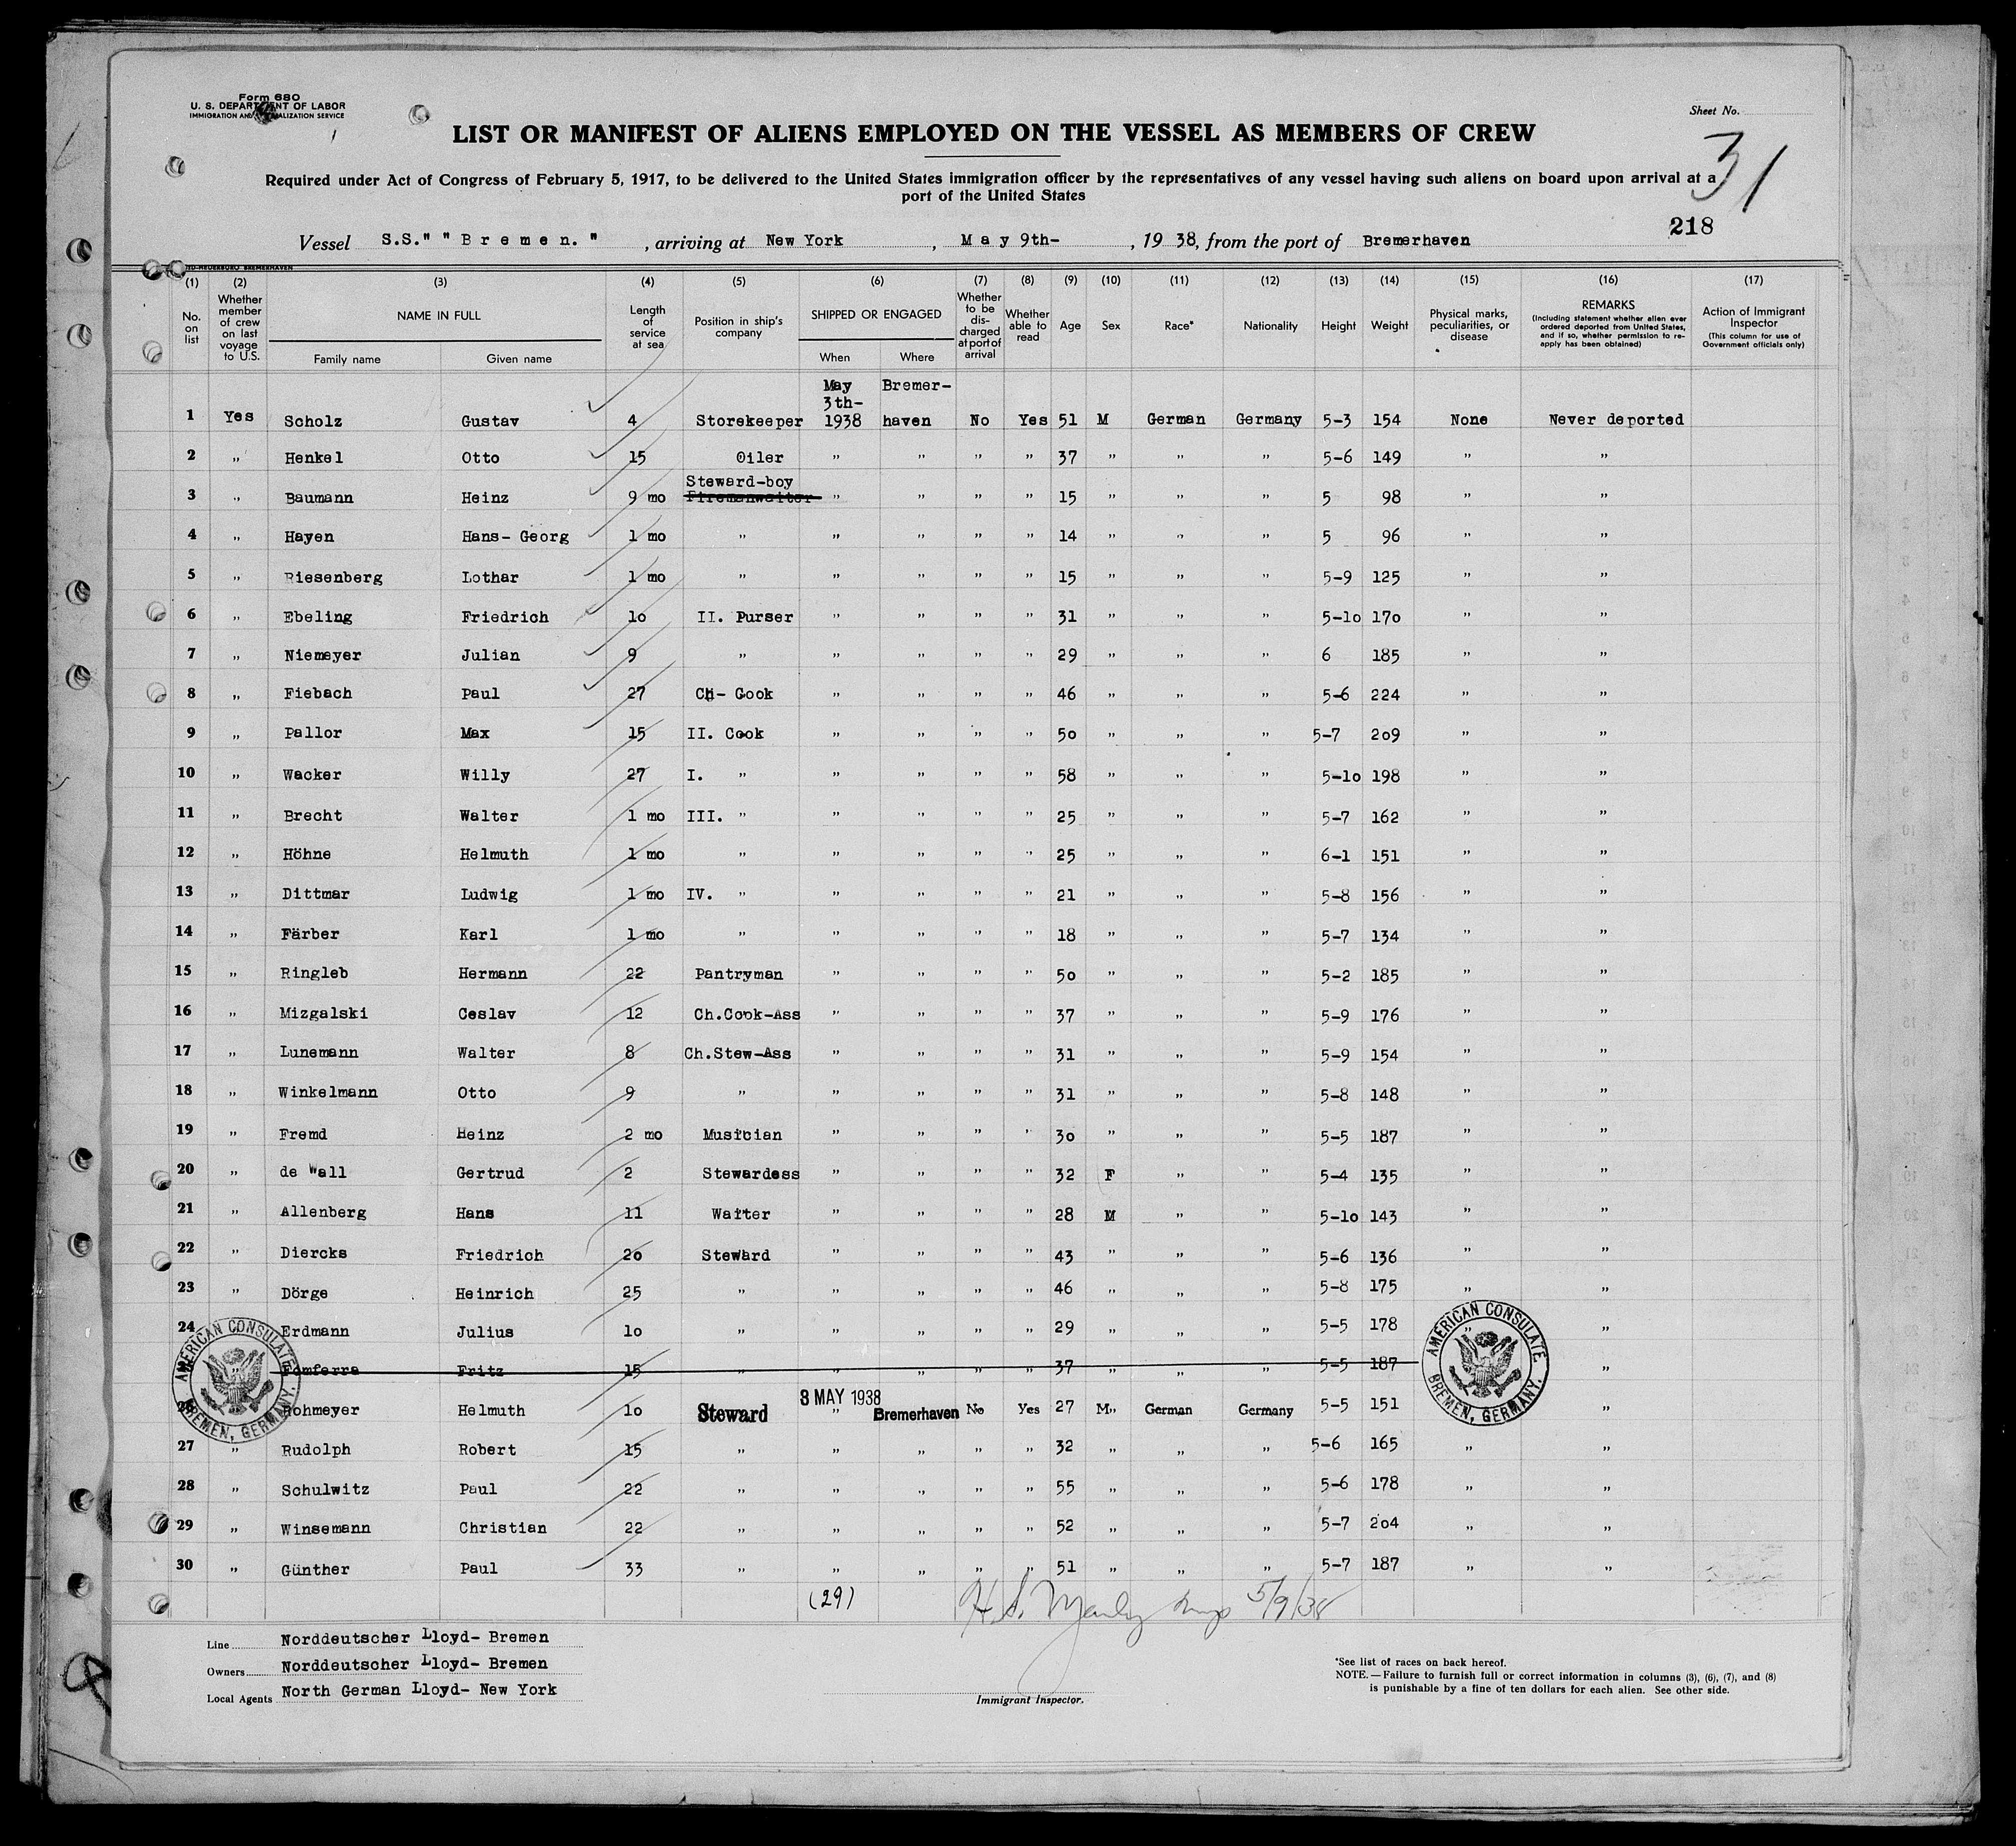 Form 680
U. S. DEPARTMENT OF LABOR
IMMIGRATION AND NATURALIZATION SERVICE
Sheet No.
LIST OR MANIFEST OF ALIENS EMPLOYED ON THE VESSEL AS MEMBERS OF CREW
31
Required under Act of Congress of February 5, 1917, to be delivered to the United States immigration officer by the representatives of any vessel having such aliens on board upon arrival at a
port of the United States
218
Vessel S.S." "Bremen." , arriving at New York , May 9th- , 19 38, from the port of Bremerhaven
(1) (2) (3) (4) (5) (6) (7) (8) (9) (10) (11) (12) (13) (14) (15) (16) (17)
No. on list Whether member of crew on last voyage to U.S. NAME IN FULL Family name Given name Length of service at sea Position in ship's company SHIPPED OR ENGAGED When Where Whether to be discharged at port of arrival Whether able to read Age Sex Race* Nationality Height Weight Physical marks, peculiarities, or disease REMARKS (Including statement whether alien ever ordered deported from United States, and if so, whether permission to reapply has been obtained) Action of Immigrant Inspector (This column for use of Government officials only)
May Bremer-
3th-
1 Yes Scholz Gustav 4 Storekeeper 1938 haven No Yes 51 M German Germany 5-3 154 None Never deported
2 " Henkel Otto 15 Oiler " " " " 37 " " " 5-6 149 " "
Steward-boy
3 " Baumann Heinz 9 mo Firemanwaiter " " " " 15 " " " 5 98 " "
4 " Hayen Hans- Georg 1 mo " " " " " 14 " " " 5 96 " "
5 " Riesenberg Lothar 1 mo " " " " " 15 " " " 5-9 125 " "
6 " Ebeling Friedrich 1o II. Purser " " " " 31 " " " 5-1o 17o " "
7 " Niemeyer Julian 9 " " " " " 29 " " " 6 185 " "
8 " Fiebach Paul 27 Ch- Cook " " " " 46 " " " 5-6 224 " "
9 " Pallor Max 15 II. Cook " " " " 5o " " " 5-7 2o9 " "
10 " Wacker Willy 27 I. " " " " " 58 " " " 5-1o 198 " "
11 " Brecht Walter 1 mo III. " " " " " 25 " " " 5-7 162 " "
12 " Höhne Helmuth 1 mo " " " " " 25 " " " 6-1 151 " "
13 " Dittmar Ludwig 1 mo IV. " " " " " 21 " " " 5-8 156 " "
14 " Färber Karl 1 mo " " " " " 18 " " " 5-7 134 " "
15 " Ringleb Hermann 22 Pantryman " " " " 5o " " " 5-2 185 " "
16 " Mizgalski Ceslav 12 Ch.Cook-Ass " " " " 37 " " " 5-9 176 " "
17 " Lunemann Walter 8 Ch.Stew-Ass " " " " 31 " " " 5-9 154 " "
18 " Winkelmann Otto 9 " " " " " 31 " " " 5-8 148 " "
19 " Fremd Heinz 2 mo Musician " " " " 3o " " " 5-5 187 " "
20 " de Wall Gertrud 2 Stewardess " " " " 32 F " " 5-4 135 " "
21 " Allenberg Hans 11 Waiter " " " " 28 M " " 5-1o 143 " "
22 " Diercks Friedrich 2o Steward " " " " 43 " " " 5-6 136 " "
23 " Dörge Heinrich 25 " " " " " 46 " " " 5-8 175 " "
24 Erdmann Julius 1o " " " " " 29 " " " 5-5 178 " "
" Pomferra Fritz 15 " " " " " 37 " " " 5-5 187 "
Rohmeyer Helmuth 1o Steward 8 MAY 1938 " Bremerhaven No Yes 27 M" German Germany 5-5 151 "
27 " Rudolph Robert 15 " " " " " 32 " " " 5-6 165 " "
28 " Schulwitz Paul 22 " " " " " 55 " " " 5-6 178 " "
29 " Winsemann Christian 22 " " " " " 52 " " " 5-7 2o4 " "
30 " Günther Paul 33 " " " " " 51 " " " 5-7 187 " "
AMERICAN CONSULATE BREMEN, GERMANY.
AMERICAN CONSULATE BREMEN, GERMANY.
(29) 5/9/38
Line Norddeutscher Lloyd- Bremen
Owners Norddeutscher Lloyd- Bremen
Local Agents North German Lloyd- New York
Immigrant Inspector.
*See list of races on back hereof.
NOTE.—Failure to furnish full or correct information in columns (3), (6), (7), and (8)
is punishable by a fine of ten dollars for each alien. See other side.